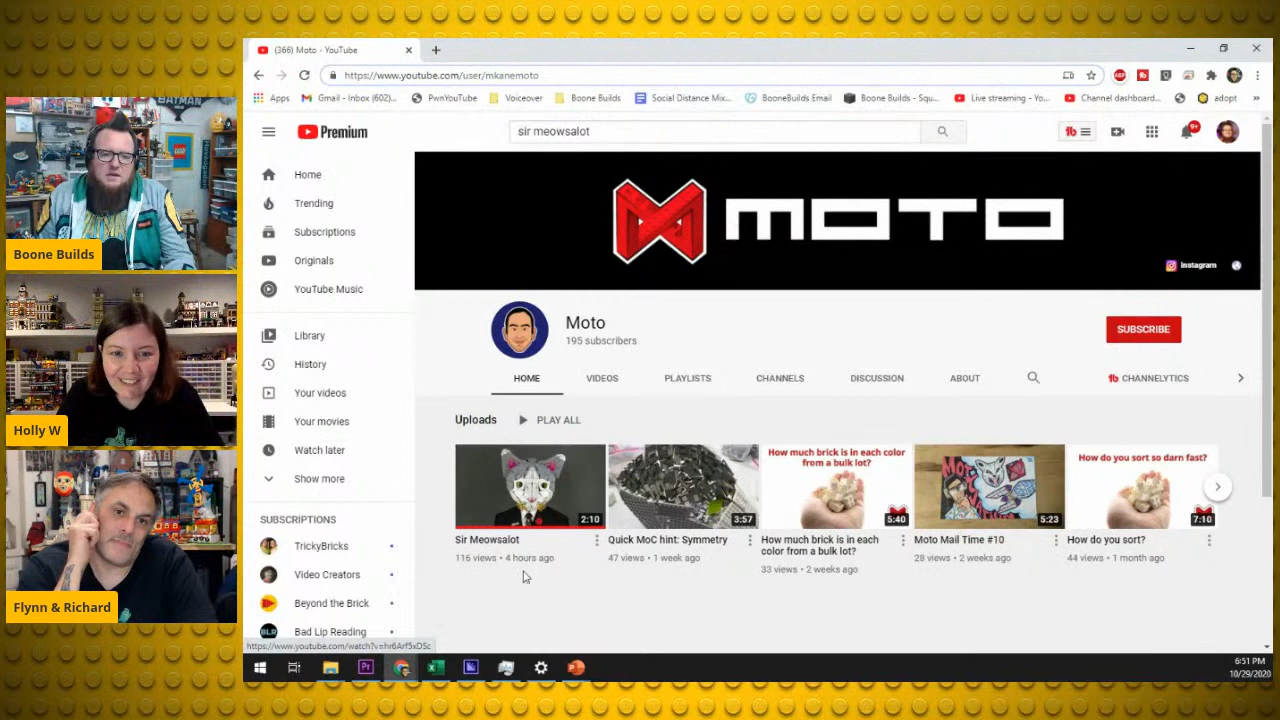 (366) Moto - YouTube
https://www.youtube.com/user/mkanemoto
Apps
Gmail - Inbox (602)...
PwnYouTube
Voiceover
Boone Builds
Social Distance Mix...
BooneBuilds Email
Boone Builds - Squ...
Live streaming - Yo...
Channel dashboard...
adopt
»
Premium
sir meowsalot
9+
Home
Trending
Subscriptions
Originals
YouTube Music
Library
History
Your videos
Your movies
Watch later
Show more
SUBSCRIPTIONS
TrickyBricks
Video Creators
Beyond the Brick
Bad Lip Reading
MOTO
Instagram
Moto
195 subscribers
SUBSCRIBE
HOME
VIDEOS
PLAYLISTS
CHANNELS
DISCUSSION
ABOUT
CHANNELYTICS
Uploads
PLAY ALL
2:10
Sir Meowsalot
116 views • 4 hours ago
3:57
Quick MoC hint: Symmetry
47 views • 1 week ago
How much brick is in each color
from a bulk lot?
5:40
How much brick is in each
color from a bulk lot?
33 views • 2 weeks ago
5:23
Moto Mail Time #10
28 views • 2 weeks ago
How do you sort so darn fast?
7:10
How do you sort?
44 views • 1 month ago
6:51 PM
10/29/2020
BATMAN
LEGO
Boone Builds
Holly W
Flynn & Richard